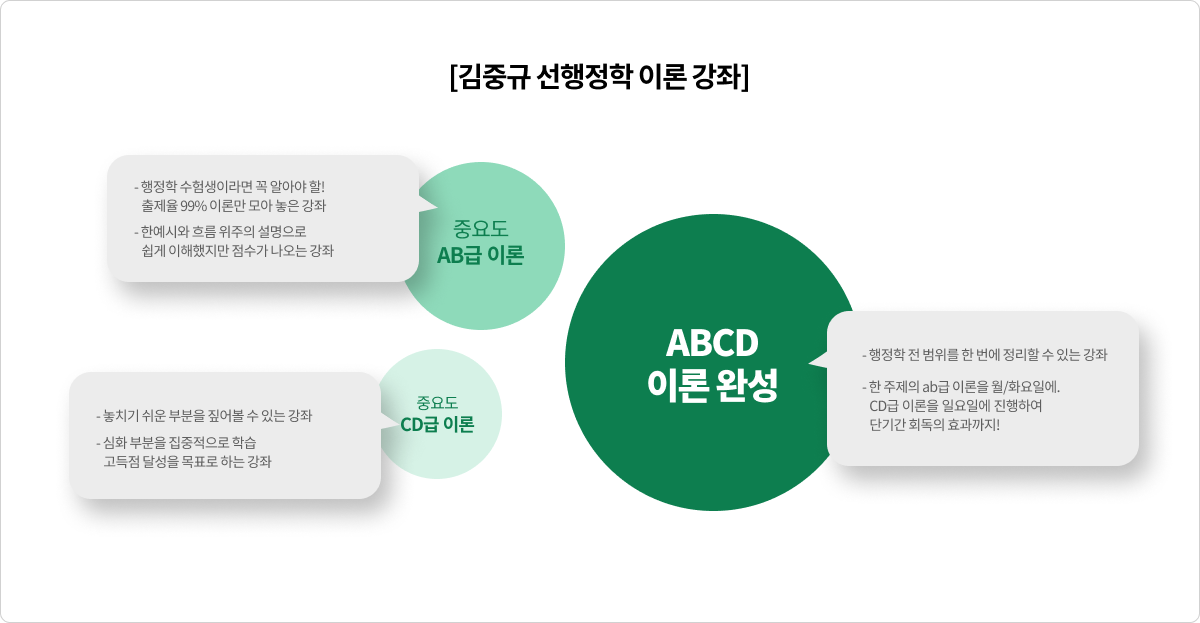 [김중규 선행정학 이론 강좌]
- 행정학 수험생이라면 꼭 알아야 할!
출제율 99% 이론만 모아 놓은 강좌
- 한예시와 흐름 위주의 설명으로
쉽게 이해했지만 점수가 나오는 강좌
중요도
AB급 이론
- 놓치기 쉬운 부분을 짚어볼 수 있는 강좌
- 심화 부분을 집중적으로 학습
고득점 달성을 목표로 하는 강좌
중요도
CD급 이론
ABCD
이론 완성
- 행정학 전 범위를 한 번에 정리할 수 있는 강좌
- 한 주제의 ab급 이론을 월/화요일에.
CD급 이론을 일요일에 진행하여
단기간 회독의 효과까지!